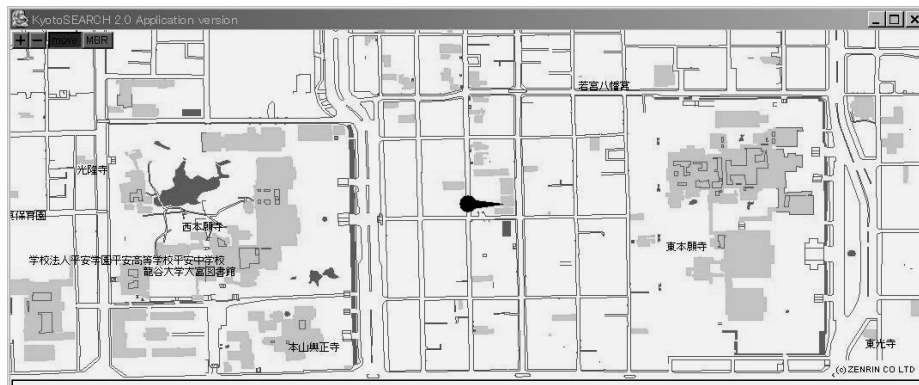 KyotoSEARCH 2.0 Application version
+ - move MBR
若宮八幡宮
光隆寺
保育園
西本願寺
東本願寺
学校法人平安学園平安高等学校平安中学校
龍谷大学大宮図書館
本山興正寺
東光寺
(c) ZENRIN CO LTD